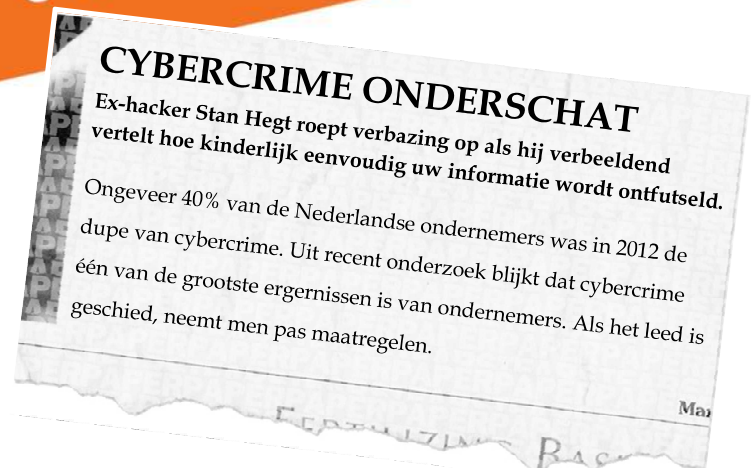 CYBERCRIME ONDERSCHAT
Ex-hacker Stan Hegt roept verbazing op als hij verbeeldend
vertelt hoe kinderlijk eenvoudig uw informatie wordt ontfutseld.
Ongeveer 40% van de Nederlandse ondernemers was in 2012 de
dupe van cybercrime. Uit recent onderzoek blijkt dat cybercrime
één van de grootste ergernissen is van ondernemers. Als het leed is
geschied, neemt men pas maatregelen.